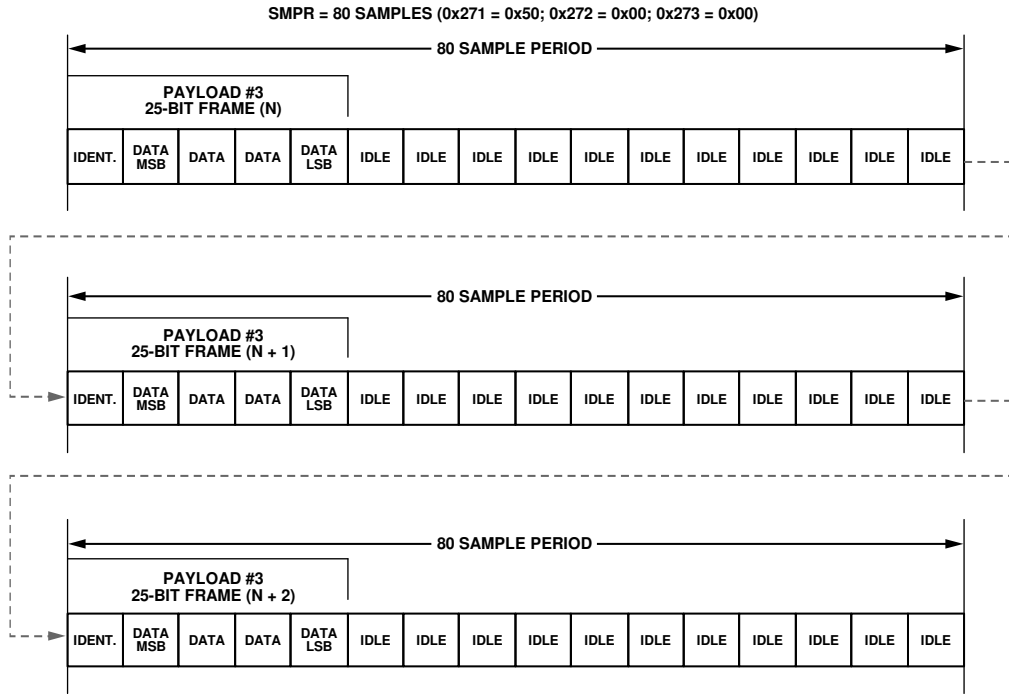 SMPR = 80 SAMPLES (0x271 = 0x50; 0x272 = 0x00; 0x273 = 0x00)
80 SAMPLE PERIOD
PAYLOAD #3
25-BIT FRAME (N)
IDENT. DATA MSB DATA DATA DATA LSB IDLE IDLE IDLE IDLE IDLE IDLE IDLE IDLE IDLE IDLE IDLE
80 SAMPLE PERIOD
PAYLOAD #3
25-BIT FRAME (N + 1)
IDENT. DATA MSB DATA DATA DATA LSB IDLE IDLE IDLE IDLE IDLE IDLE IDLE IDLE IDLE IDLE IDLE
80 SAMPLE PERIOD
PAYLOAD #3
25-BIT FRAME (N + 2)
IDENT. DATA MSB DATA DATA DATA LSB IDLE IDLE IDLE IDLE IDLE IDLE IDLE IDLE IDLE IDLE IDLE